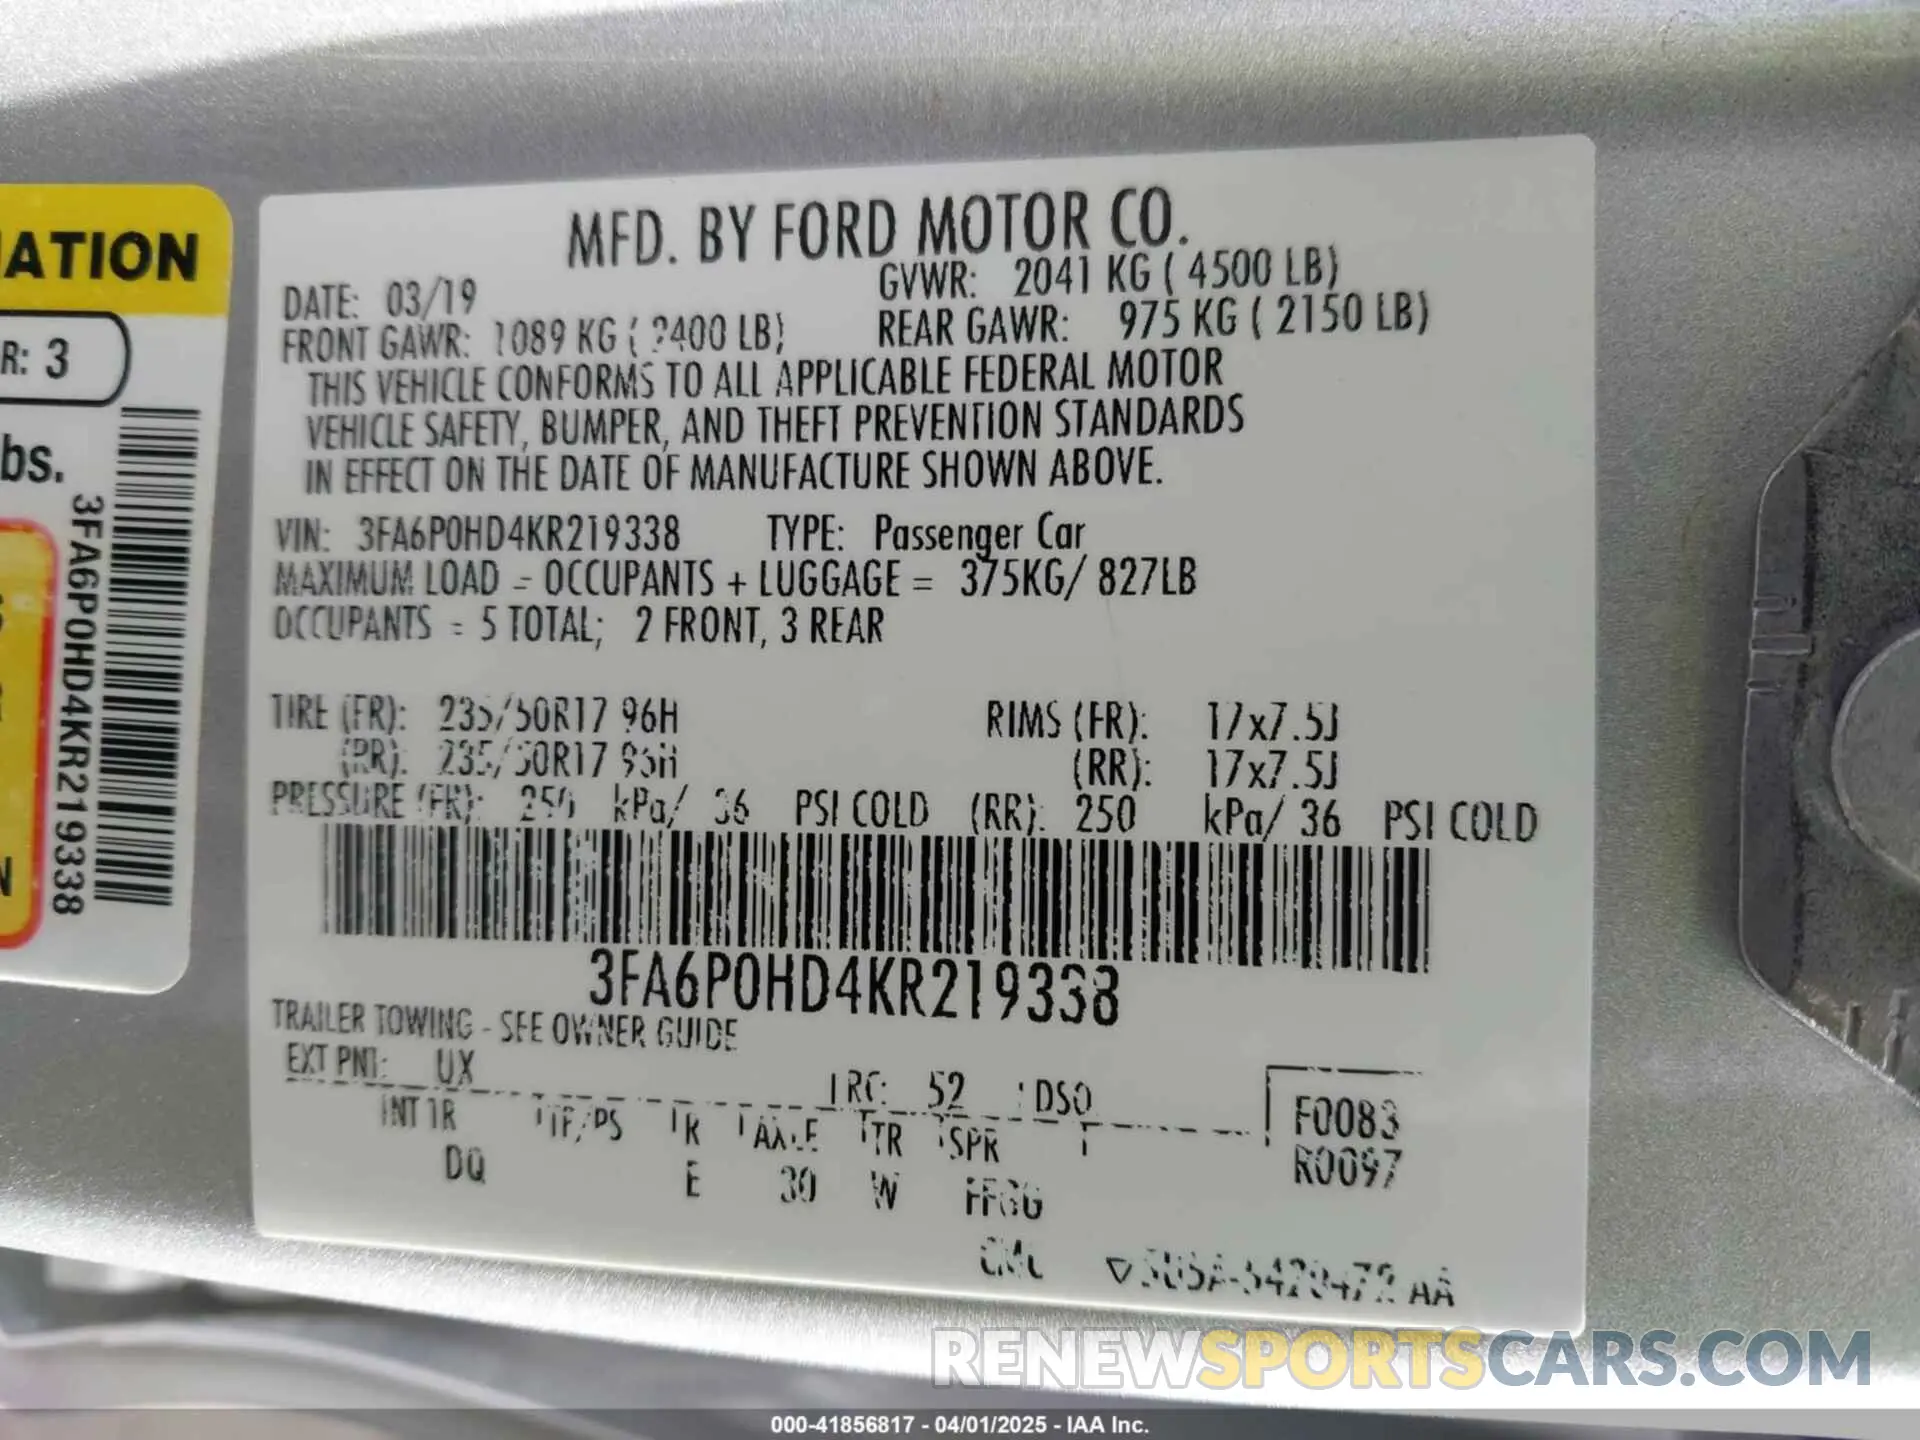 MATION
R: 3
bs.
3FA6P0HD4KR219338
N
MFD. BY FORD MOTOR CO.
DATE: 03/19
GVWR: 2041 KG ( 4500 LB)
FRONT GAWR: 1089 KG ( 2400 LB)
REAR GAWR: 975 KG ( 2150 LB)
THIS VEHICLE CONFORMS TO ALL APPLICABLE FEDERAL MOTOR
VEHICLE SAFETY, BUMPER, AND THEFT PREVENTION STANDARDS
IN EFFECT ON THE DATE OF MANUFACTURE SHOWN ABOVE.
VIN: 3FA6P0HD4KR219338 TYPE: Passenger Car
MAXIMUM LOAD = OCCUPANTS + LUGGAGE = 375KG/ 827LB
OCCUPANTS = 5 TOTAL; 2 FRONT, 3 REAR
TIRE (FR): 235/50R17 96H RIMS (FR): 17x7.5J
(RR): 235/50R17 96H (RR): 17x7.5J
PRESSURE (FR): 250 kPa/ 36 PSI COLD (RR): 250 kPa/ 36 PSI COLD
3FA6P0HD4KR219338
TRAILER TOWING - SEE OWNER GUIDE
EXT PNT: UX RC: 52 DSO
F0083
INT TR TP/PS R AXLE TR SPR
R0097
DQ E 30 W FFGG
RENEWSPORTSCARS.COM
000-41856817 - 04/01/2025 - IAA Inc.